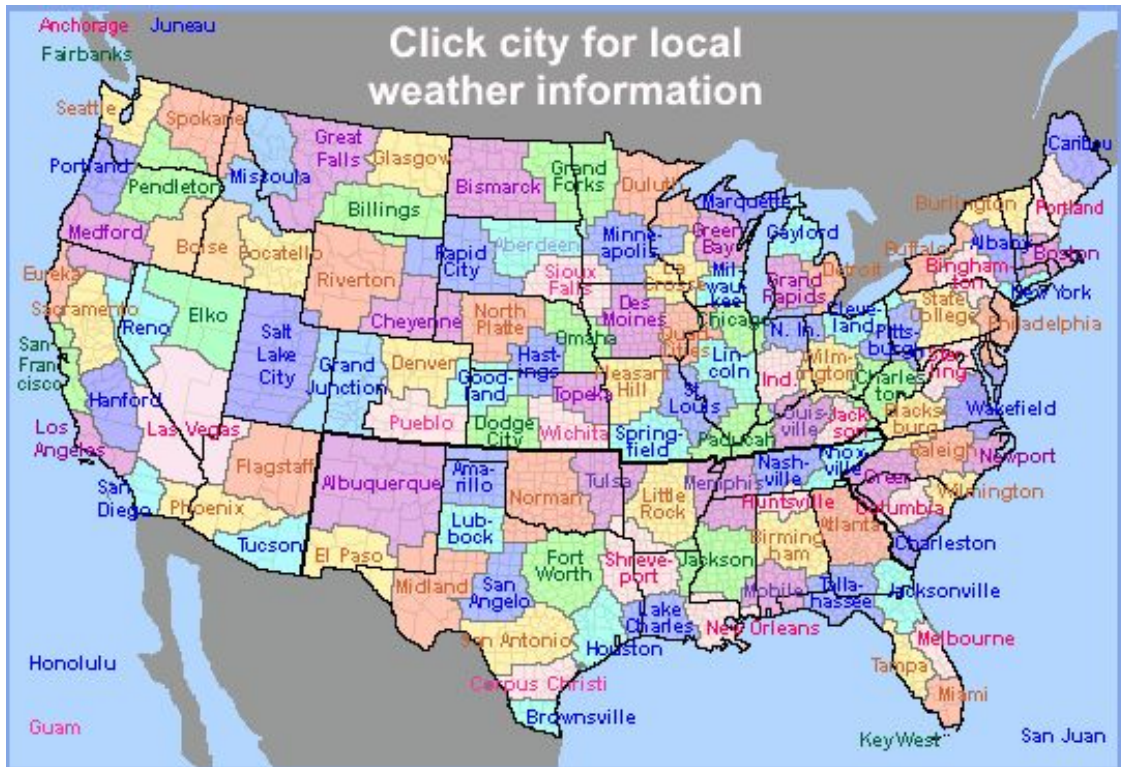 Anchorage Juneau
Fairbanks
Click city for local
weather information
Seattle
Spokane
Portland
Pendleton
Missoula
Great
Falls
Glasgow
Billings
Bismarck
Grand
Forks
Duluth
Marquette
Caribou
Burlington
Portland
Medford
Boise
Pocatello
Riverton
Rapid
City
Aberdeen
Sioux
Falls
Minne-
apolis
La
Crosse
Green
Bay
Mil-
wau-
kee
Gaylord
Grand
Rapids
Detroit
Buffalo
Albany
Boston
Bingham-
ton
New York
Eureka
Sacramento
Reno
Elko
Salt
Lake
City
Cheyenne
North
Platte
Des
Moines
Omaha
Quad
Cities
Chicago
N. In.
Cleve-
land
Pitts-
burgh
State
College
Philadelphia
San
Fran
cisco
Hanford
Las Vegas
Grand
Junction
Denver
Pueblo
Good-
land
Hast-
ings
Dodge
City
Topeka
Wichita
Pleasant
Hill
St.
Louis
Lin-
coln
Ind.
Wilm-
ington
Charles
ton
Ster-
ling
Wakefield
Los
Angeles
San
Diego
Phoenix
Flagstaff
Tucson
Albuquerque
El Paso
Ama-
rillo
Lub-
bock
Norman
Tulsa
Spring-
field
Paducah
Louis-
ville
Jack
son
Blacks
burg
Raleigh
Newport
Little
Rock
Memphis
Nash-
ville
Knox-
ville
Greer
Wilmington
Columbia
Charleston
Huntsville
Atlanta
Birming
ham
Midland
San
Angelo
Fort
Worth
Shreve-
port
Jackson
Mobile
Talla-
hassee
Jacksonville
San Antonio
Houston
Lake
Charles
New Orleans
Melbourne
Tampa
Miami
Corpus Christi
Brownsville
Key West
San Juan
Honolulu
Guam